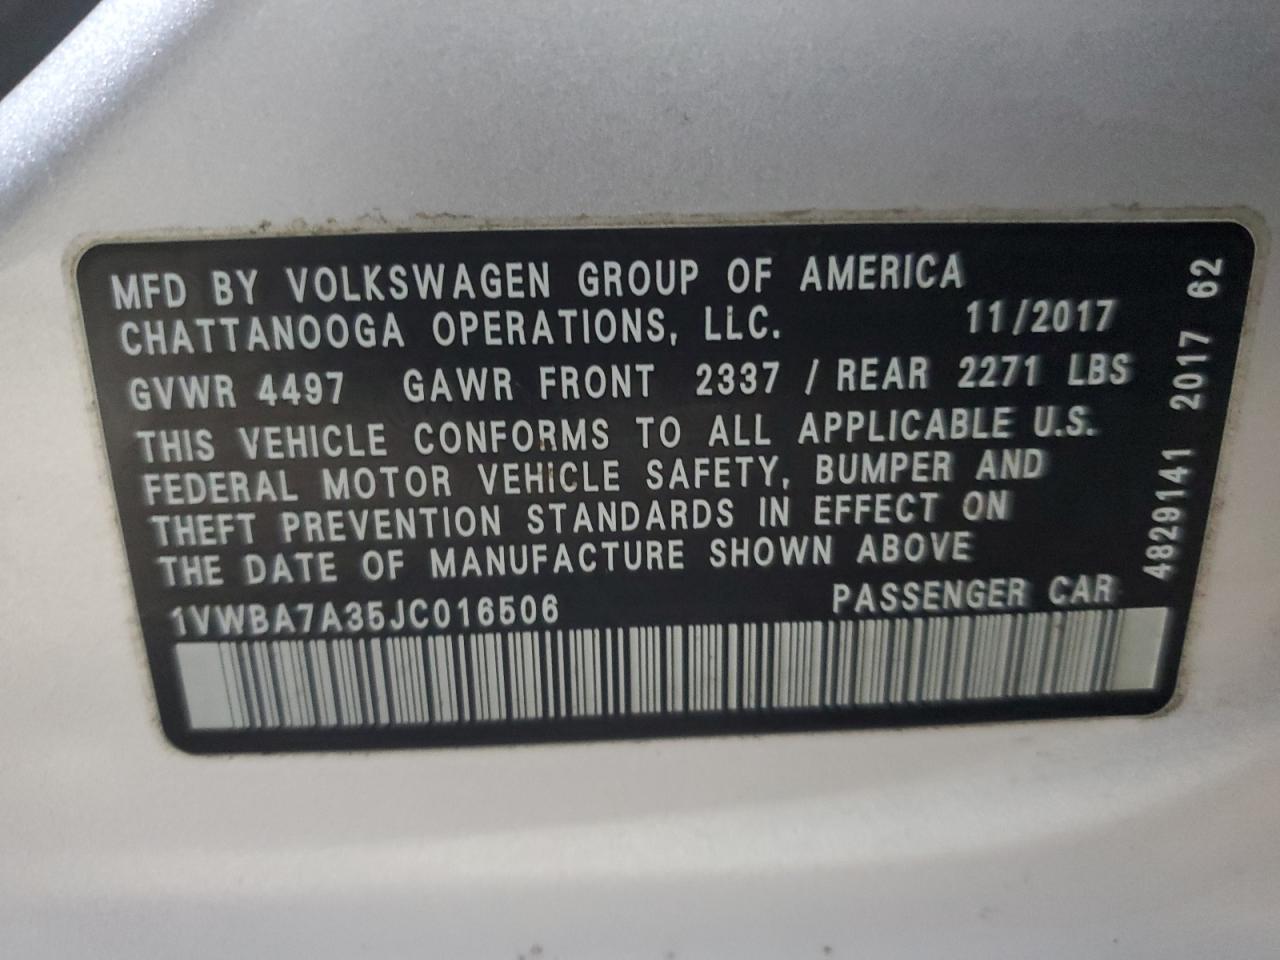 MFD BY VOLKSWAGEN GROUP OF AMERICA
CHATTANOOGA OPERATIONS, LLC. 11/2017
GVWR 4497 GAWR FRONT 2337 / REAR 2271 LBS
THIS VEHICLE CONFORMS TO ALL APPLICABLE U.S.
FEDERAL MOTOR VEHICLE SAFETY, BUMPER AND
THEFT PREVENTION STANDARDS IN EFFECT ON
THE DATE OF MANUFACTURE SHOWN ABOVE
1VWBA7A35JC016506 PASSENGER CAR
4829141 2017 62